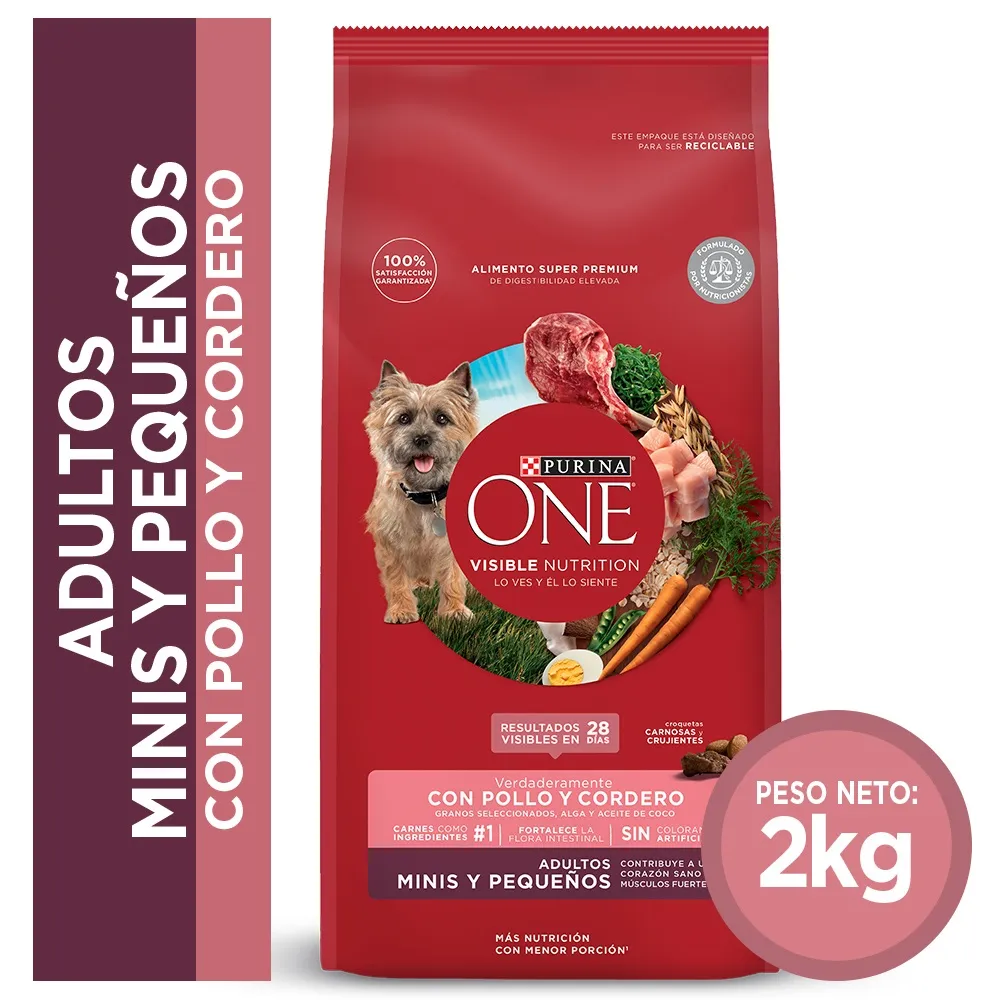 ADULTOS
MINIS Y PEQUEÑOS
CON POLLO Y CORDERO
ESTE EMPAQUE ESTÁ DISEÑADO
PARA SER RECICLABLE
100%
SATISFACCIÓN
GARANTIZADA¹
ALIMENTO SUPER PREMIUM
DE DIGESTIBILIDAD ELEVADA
FORMULADO
POR NUTRICIONISTAS
PURINA
ONE
VISIBLE NUTRITION
LO VES Y ÉL LO SIENTE
RESULTADOS
VISIBLES EN 28 DÍAS
croquetas
CARNOSAS y
CRUJIENTES
Verdaderamente
CON POLLO Y CORDERO
GRANOS SELECCIONADOS, ALGA Y ACEITE DE COCO
CARNES COMO
INGREDIENTES #1
FORTALECE LA
FLORA INTESTINAL
SIN
ADULTOS
MINIS Y PEQUEÑOS
CONTRIBUYE A
CORAZÓN SANO
MÚSCULOS
MÁS NUTRICIÓN
CON MENOR PORCIÓN¹
PESO NETO:
2kg